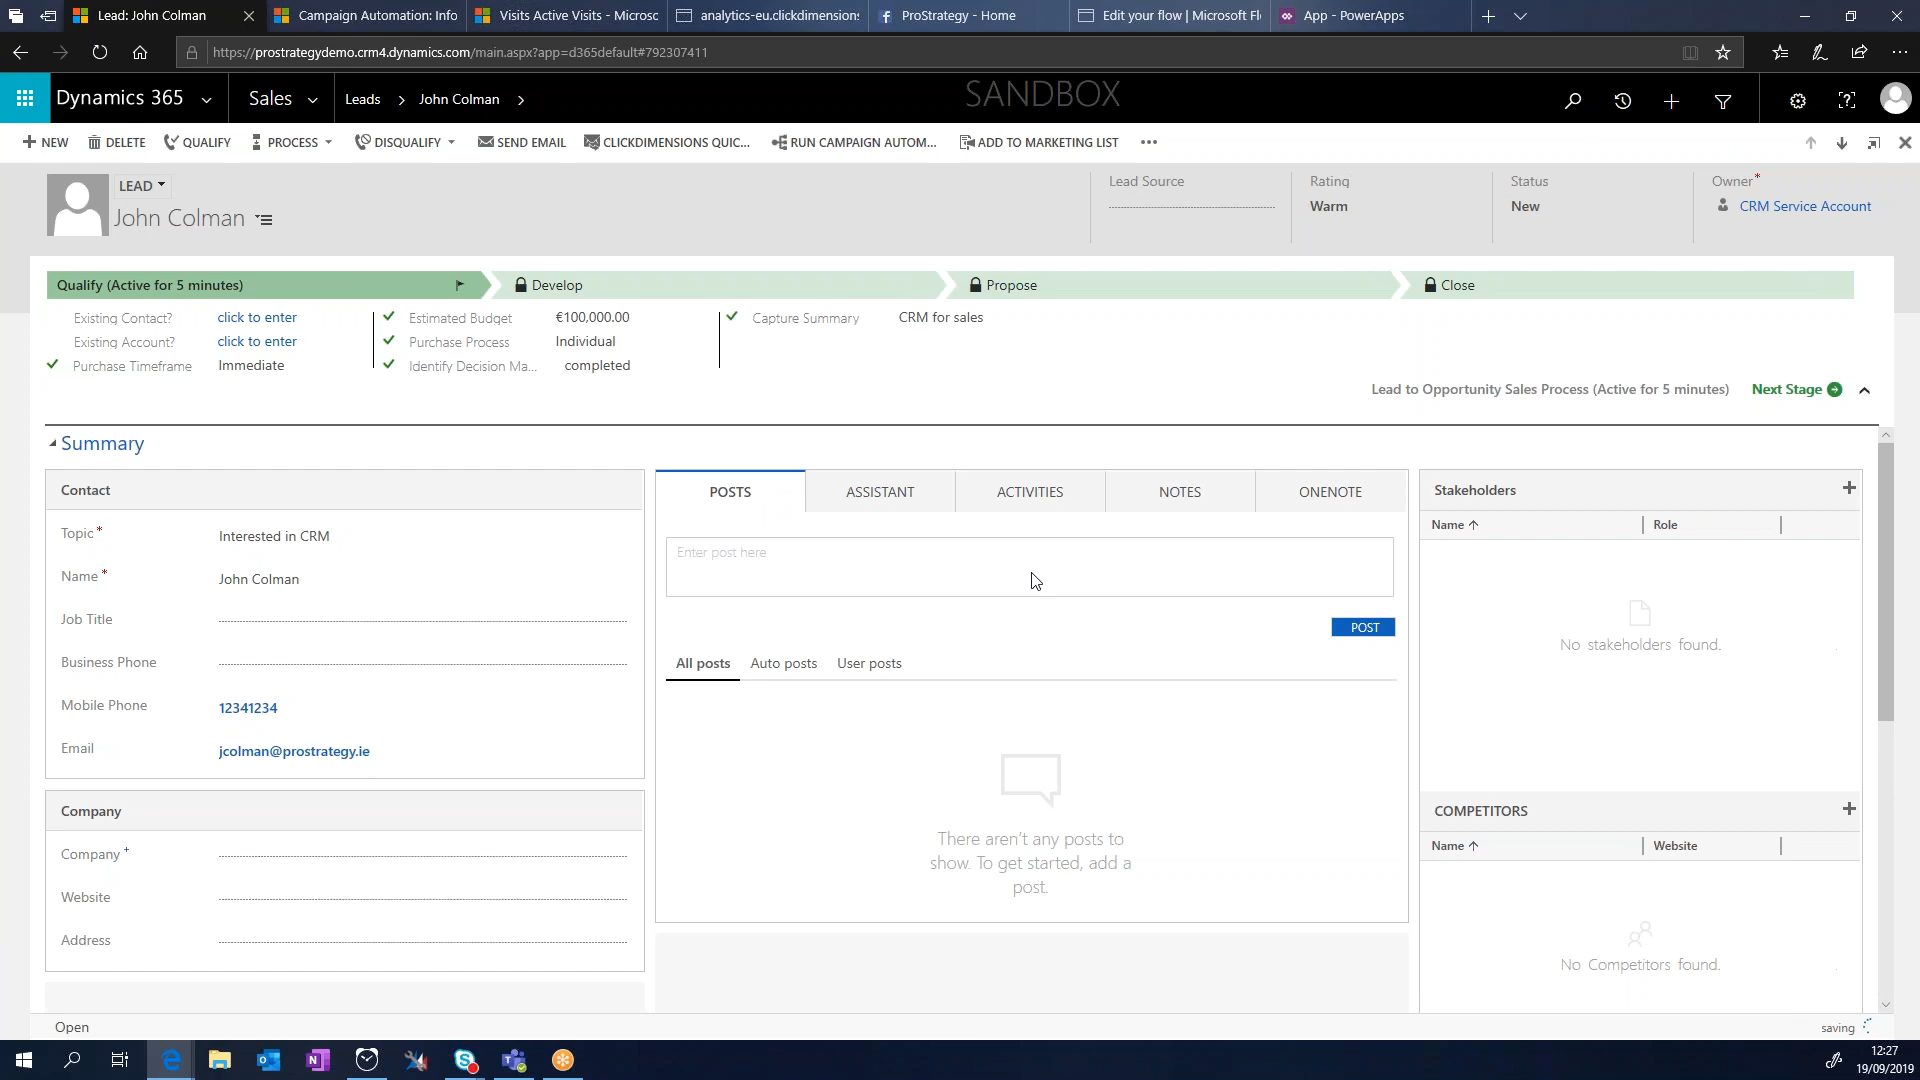 Lead: John Colman
Campaign Automation: Info
Visits Active Visits - Microsc
analytics-eu.clickdimensions
ProStrategy - Home
Edit your flow | Microsoft Fl
App - PowerApps
https://prostrategydemo.crm4.dynamics.com/main.aspx?app=d365default#792307411
Dynamics 365
Sales
Leads > John Colman >
SANDBOX
NEW
DELETE
QUALIFY
PROCESS
DISQUALIFY
SEND EMAIL
CLICKDIMENSIONS QUIC...
RUN CAMPAIGN AUTOM...
ADD TO MARKETING LIST
LEAD
John Colman
Lead Source
Rating
Warm
Status
New
Owner*
CRM Service Account
Qualify (Active for 5 minutes)
Develop
Propose
Close
Existing Contact? click to enter
Existing Account? click to enter
Purchase Timeframe Immediate
Estimated Budget €100,000.00
Purchase Process Individual
Identify Decision Ma... completed
Capture Summary CRM for sales
Lead to Opportunity Sales Process (Active for 5 minutes)
Next Stage
Summary
Contact
Topic* Interested in CRM
Name* John Colman
Job Title
Business Phone
Mobile Phone 12341234
Email jcolman@prostrategy.ie
Company
Company+
Website
Address
POSTS
ASSISTANT
ACTIVITIES
NOTES
ONENOTE
Enter post here
POST
All posts
Auto posts
User posts
There aren't any posts to
show. To get started, add a
post.
Stakeholders
Name
Role
No stakeholders found.
COMPETITORS
Name
Website
No Competitors found.
Open
saving
12:27
19/09/2019